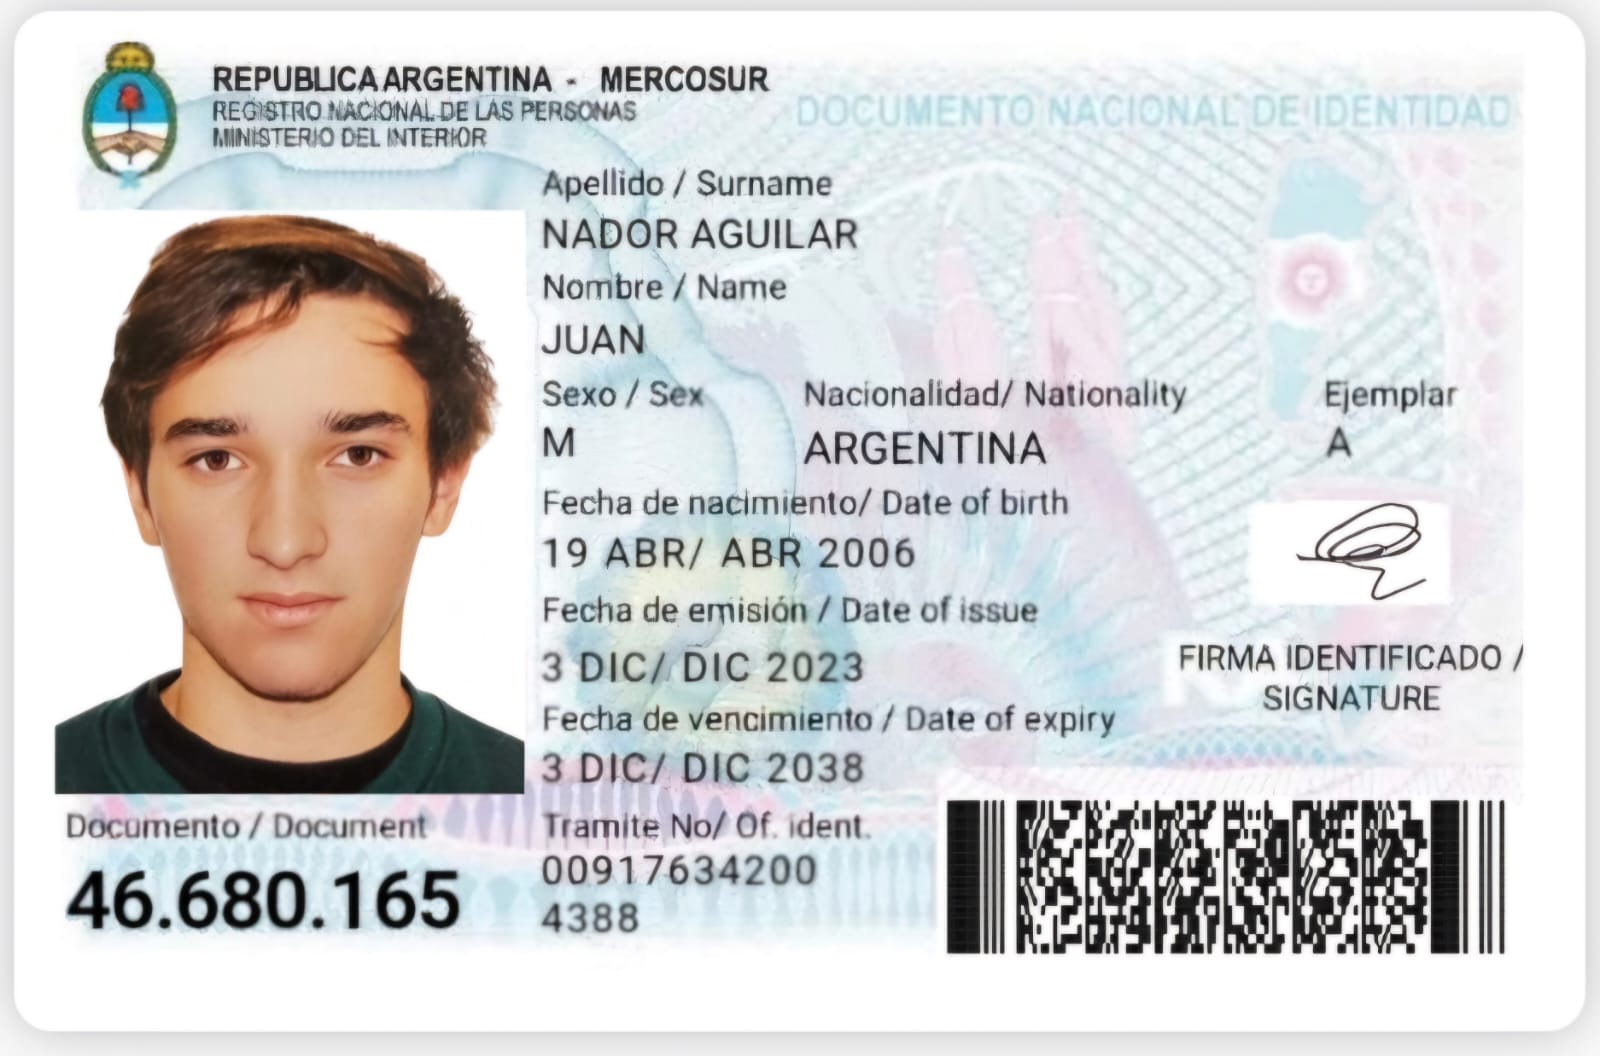 REPUBLICA ARGENTINA - MERCOSUR
REGISTRO NACIONAL DE LAS PERSONAS
MINISTERIO DEL INTERIOR
DOCUMENTO NACIONAL DE IDENTIDAD
Apellido / Surname
NADOR AGUILAR
Nombre / Name
JUAN
Sexo / Sex Nacionalidad/ Nationality Ejemplar
M ARGENTINA A
Fecha de nacimiento/ Date of birth
19 ABR/ ABR 2006
Fecha de emisión / Date of issue
3 DIC/ DIC 2023
FIRMA IDENTIFICADO /
SIGNATURE
Fecha de vencimiento / Date of expiry
3 DIC/ DIC 2038
Documento / Document
46.680.165
Tramite No/ Of. ident.
00917634200
4388